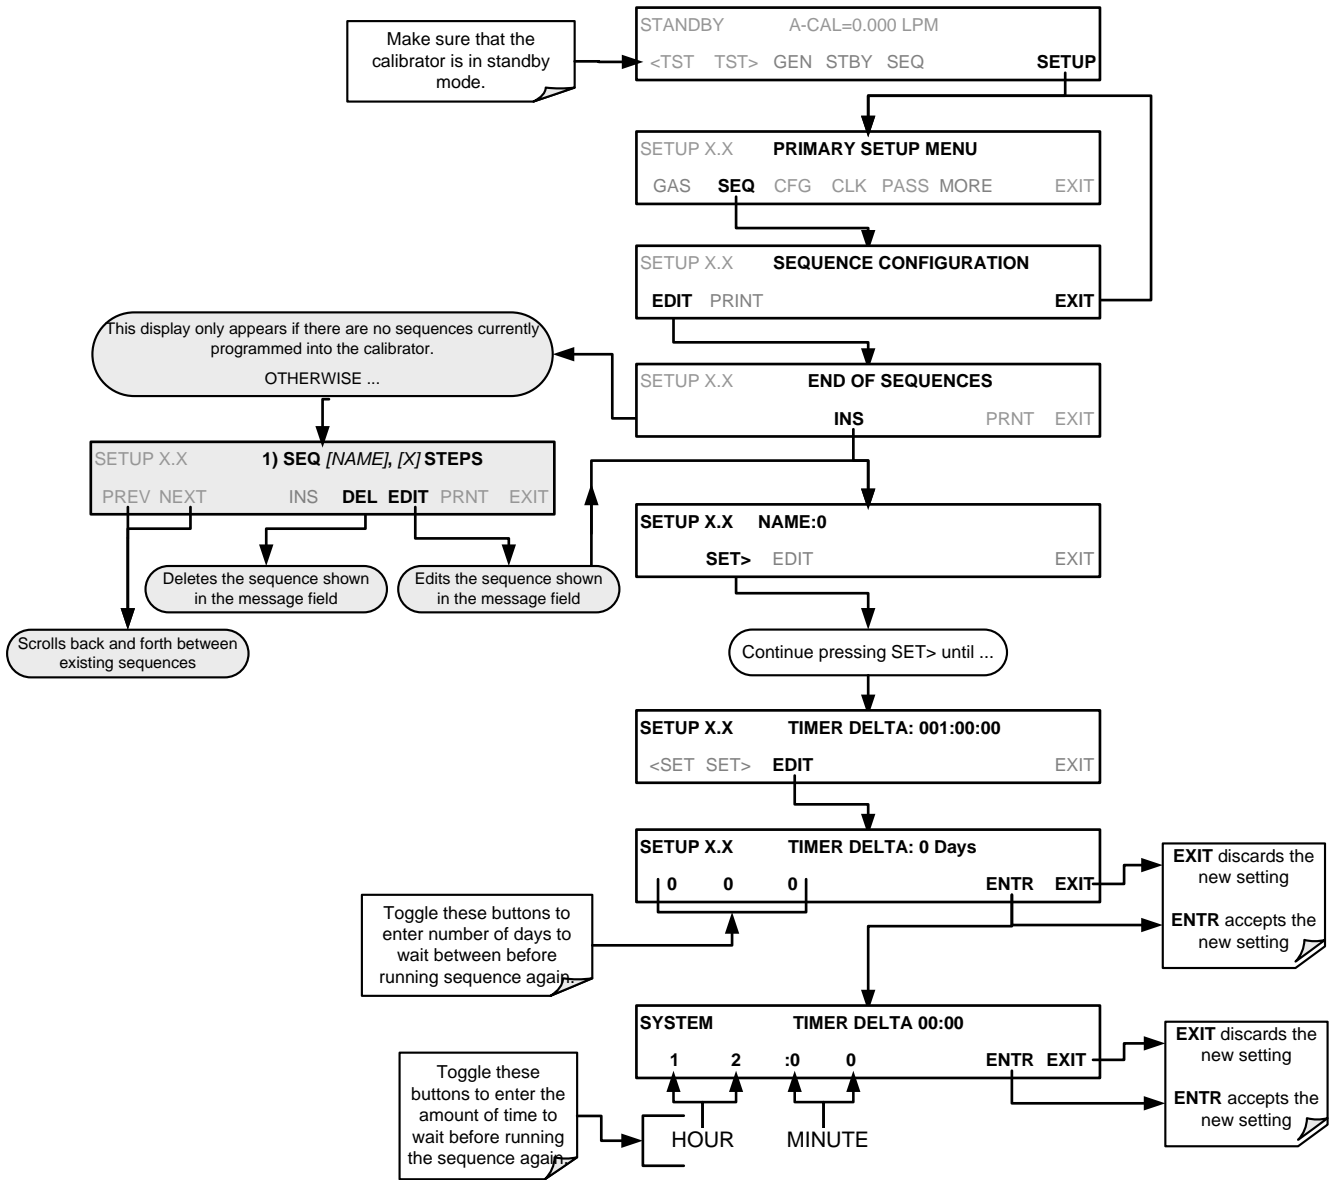 Make sure that the
calibrator is in standby
mode.
STANDBY A-CAL=0.000 LPM
<TST TST> GEN STBY SEQ SETUP
SETUP X.X PRIMARY SETUP MENU
GAS SEQ CFG CLK PASS MORE EXIT
SETUP X.X SEQUENCE CONFIGURATION
EDIT PRINT EXIT
This display only appears if there are no sequences currently
programmed into the calibrator.
OTHERWISE ...
SETUP X.X END OF SEQUENCES
INS PRNT EXIT
SETUP X.X 1) SEQ [NAME], [X] STEPS
PREV NEXT INS DEL EDIT PRNT EXIT
Deletes the sequence shown
in the message field
Edits the sequence shown
in the message field
Scrolls back and forth between
existing sequences
SETUP X.X NAME:0
SET> EDIT EXIT
Continue pressing SET> until ...
SETUP X.X TIMER DELTA: 001:00:00
<SET SET> EDIT EXIT
SETUP X.X TIMER DELTA: 0 Days
0 0 0 ENTR EXIT
EXIT discards the
new setting
ENTR accepts the
new setting
Toggle these buttons to
enter number of days to
wait between before
running sequence again.
SYSTEM TIMER DELTA 00:00
1 2 :0 0 ENTR EXIT
EXIT discards the
new setting
ENTR accepts the
new setting
Toggle these
buttons to enter the
amount of time to
wait before running
the sequence again.
HOUR MINUTE